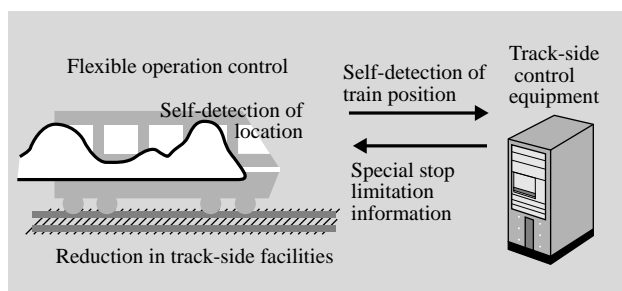 Flexible operation control
Self-detection of
location
Reduction in track-side facilities
Self-detection of
train position
Special stop
limitation
information
Track-side
control
equipment